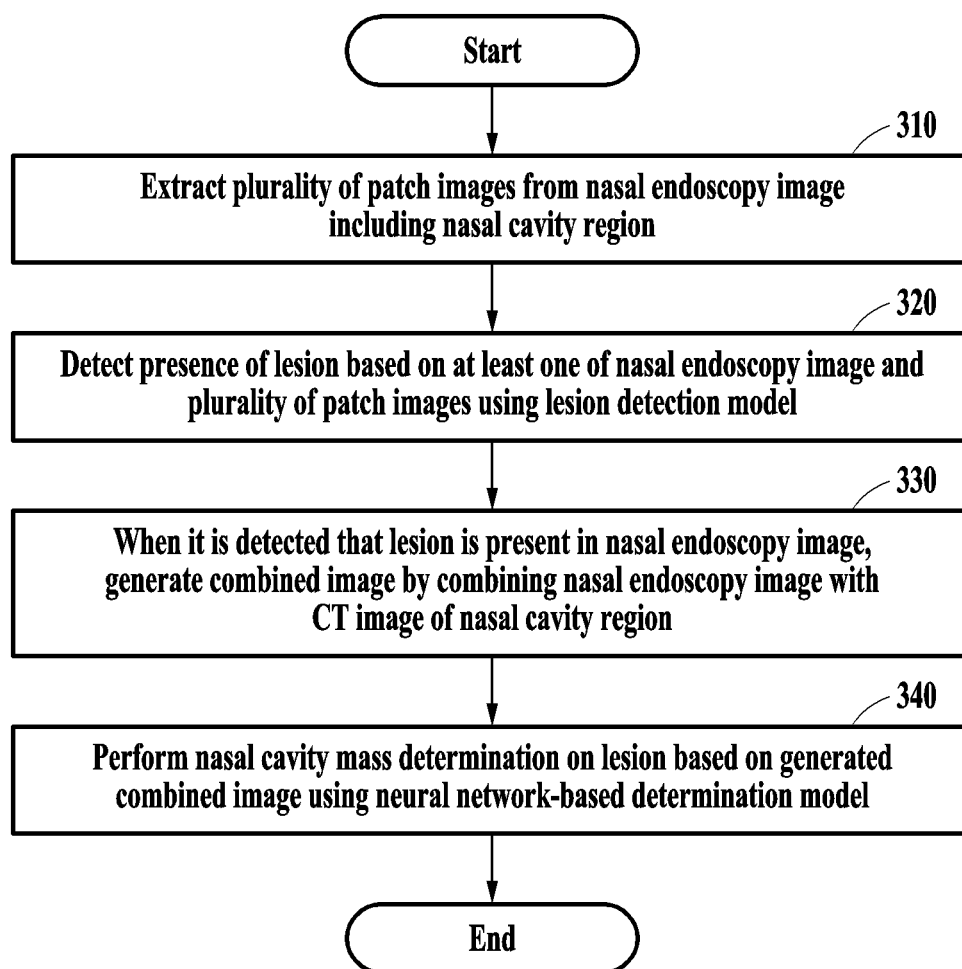 Start
310
Extract plurality of patch images from nasal endoscopy image
including nasal cavity region
320
Detect presence of lesion based on at least one of nasal endoscopy image and
plurality of patch images using lesion detection model
330
When it is detected that lesion is present in nasal endoscopy image,
generate combined image by combining nasal endoscopy image with
CT image of nasal cavity region
340
Perform nasal cavity mass determination on lesion based on generated
combined image using neural network-based determination model
End